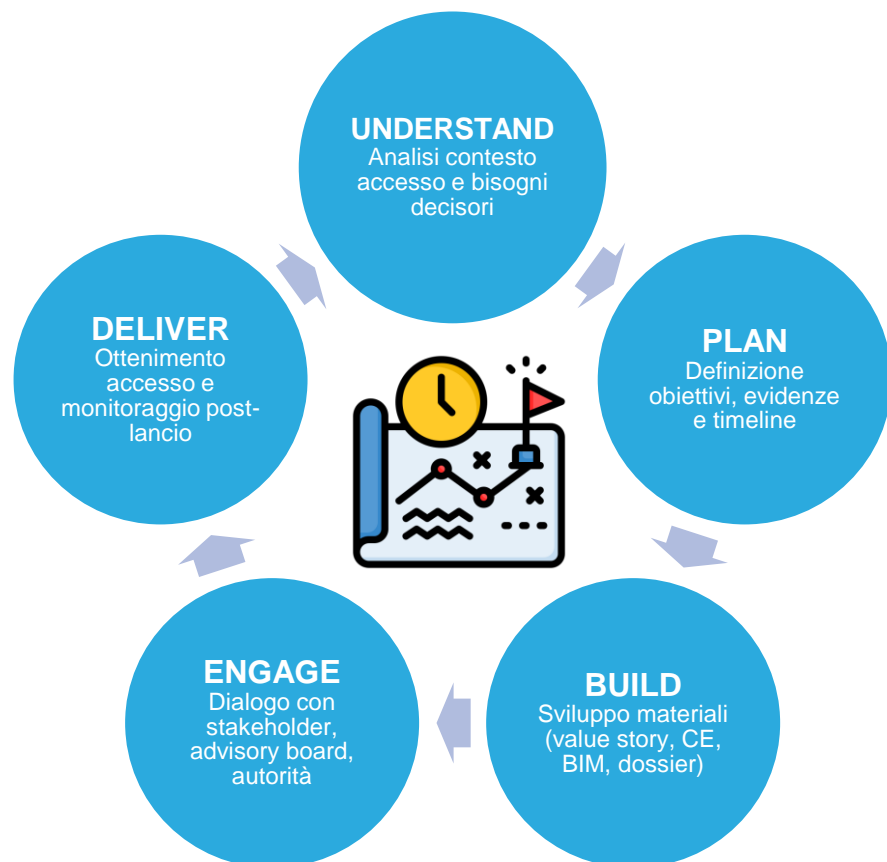 UNDERSTAND
Analisi contesto
accesso e bisogni
decisori
PLAN
Definizione
obiettivi, evidenze
e timeline
BUILD
Sviluppo materiali
(value story, CE,
BIM, dossier)
ENGAGE
Dialogo con
stakeholder,
advisory board,
autorità
DELIVER
Ottenimento
accesso e
monitoraggio post-
lancio